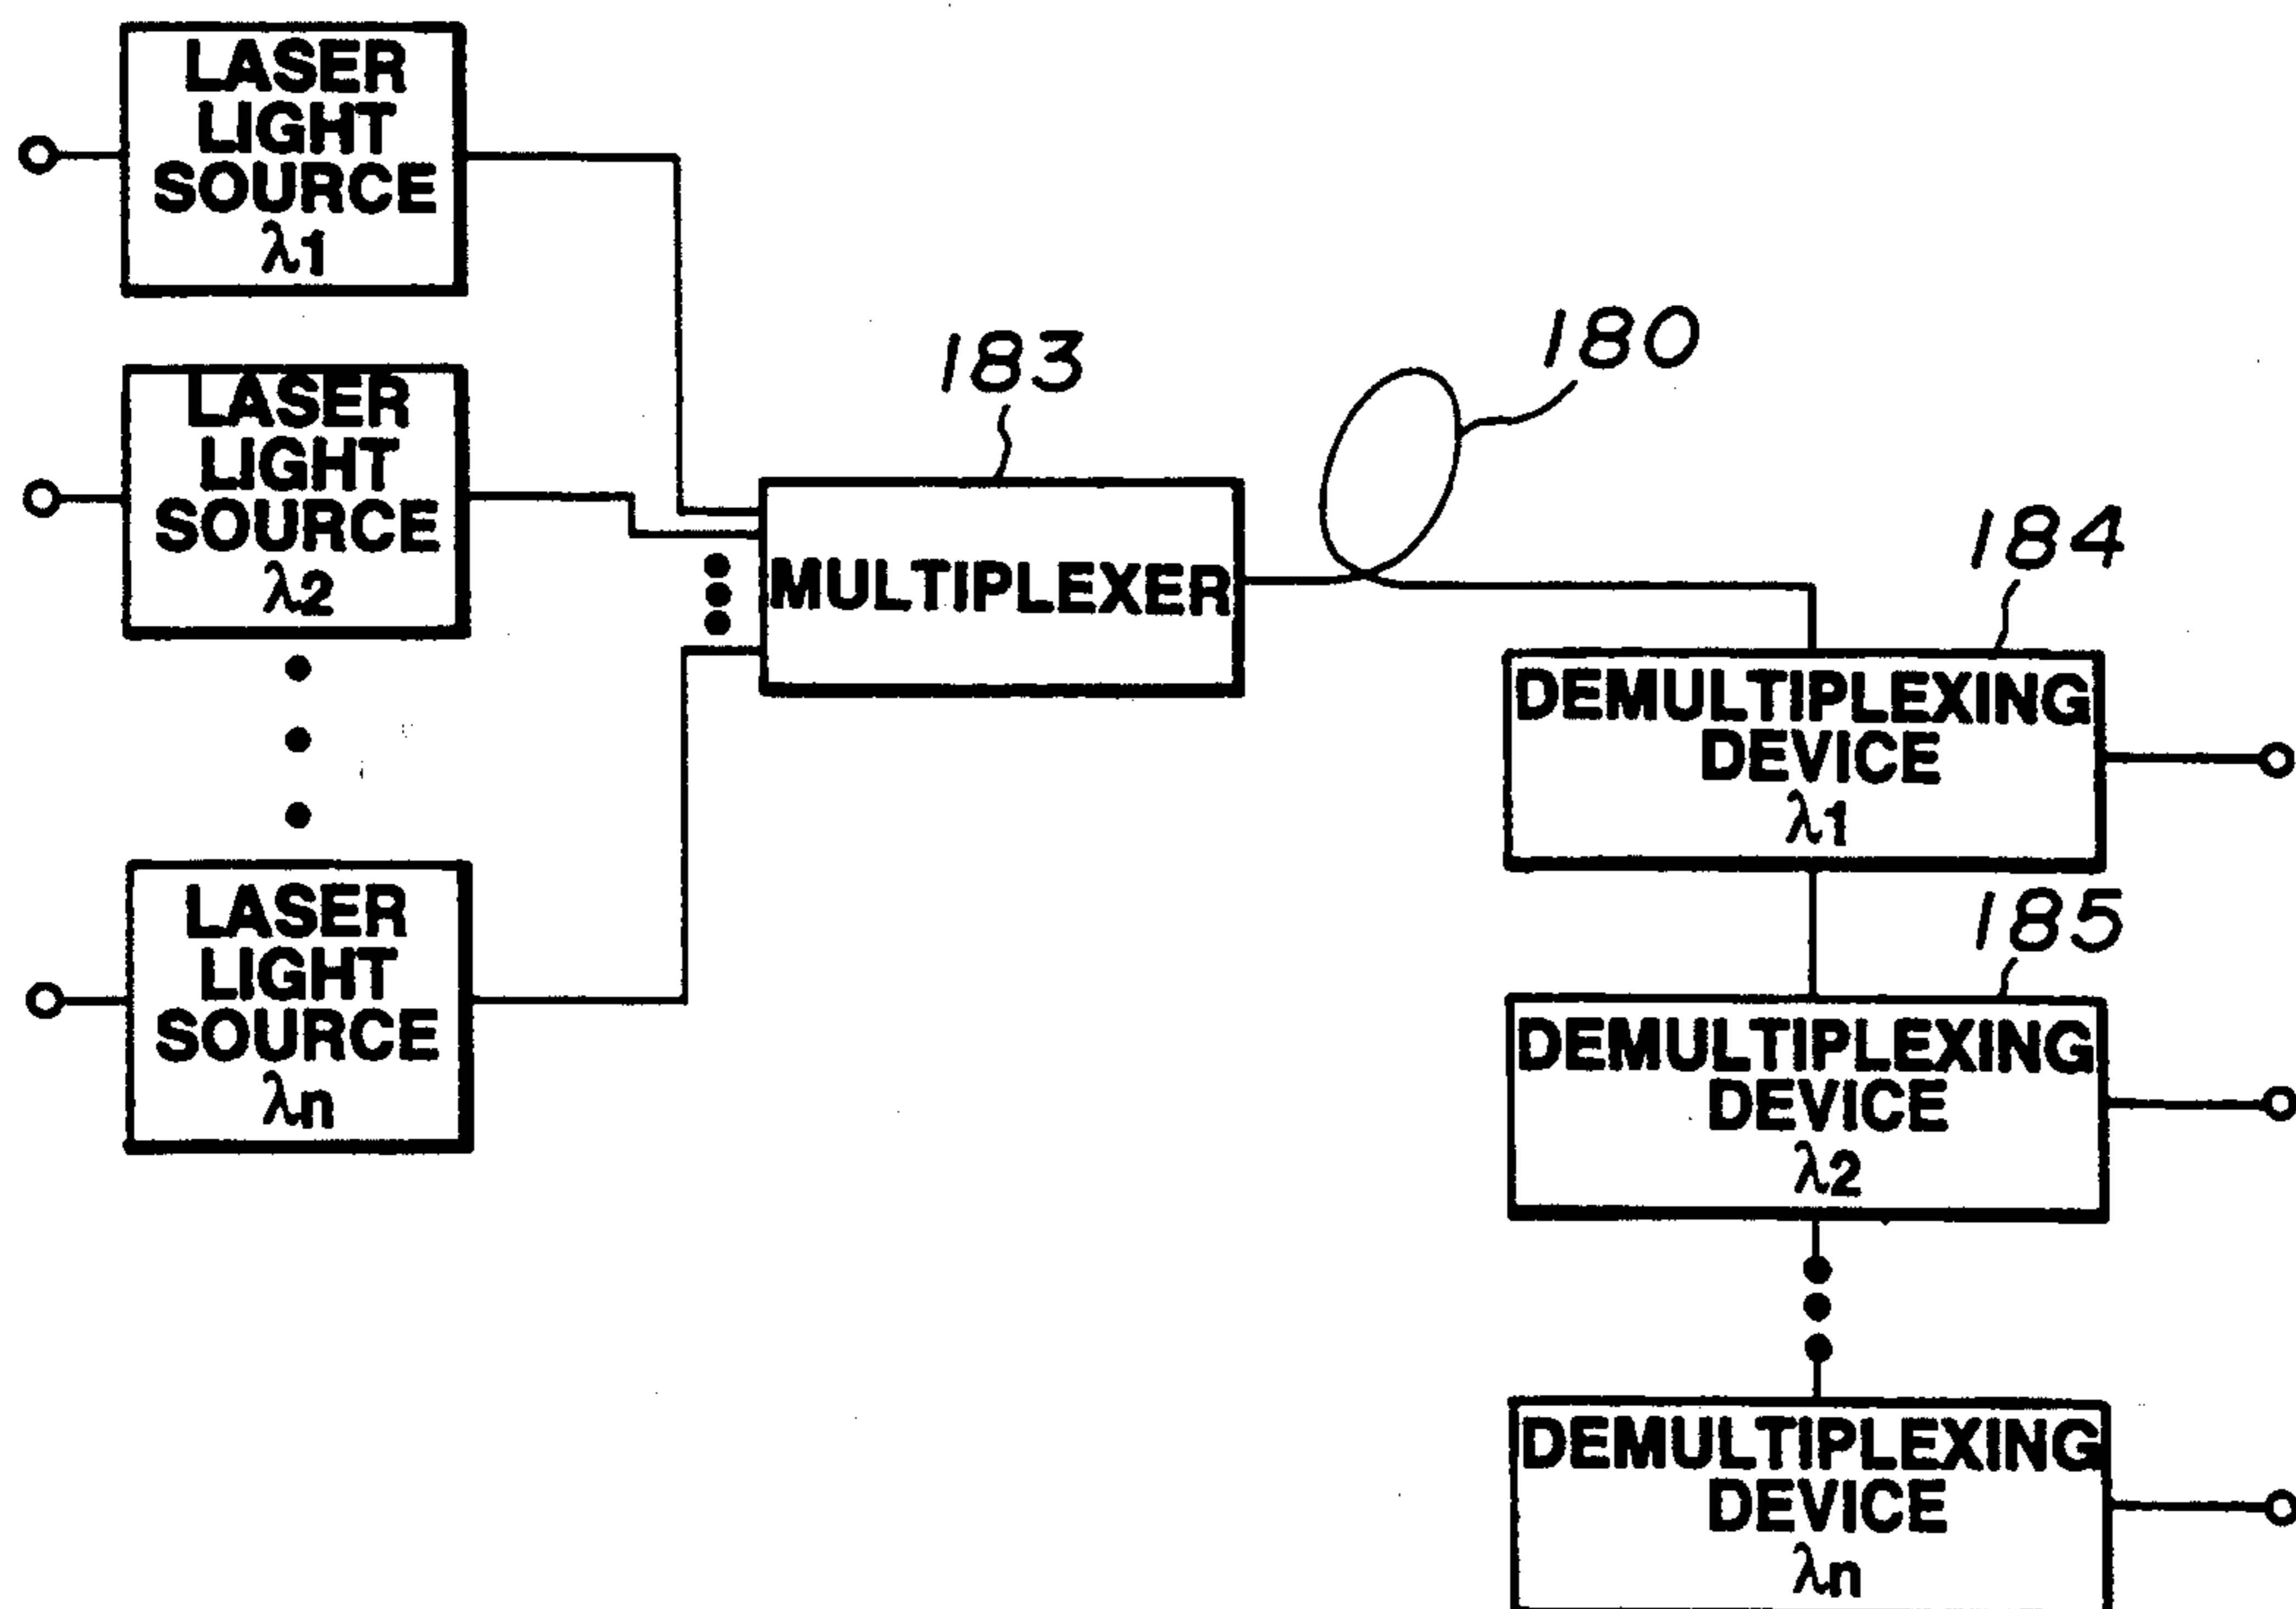 LASER
LIGHT
SOURCE
λ1
LASER
LIGHT
SOURCE
λ2
LASER
LIGHT
SOURCE
λn
183
MULTIPLEXER
180
184
DEMULTIPLEXING
DEVICE
λ1
185
DEMULTIPLEXING
DEVICE
λ2
DEMULTIPLEXING
DEVICE
λn